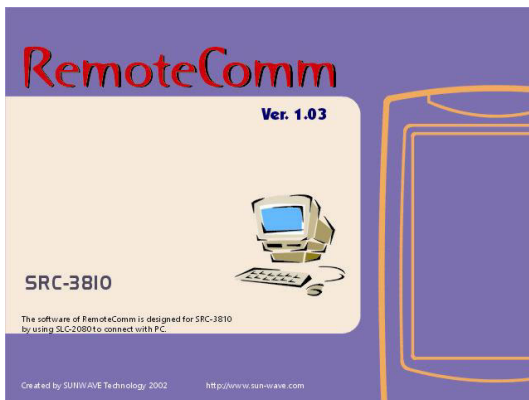 RemoteComm
Ver. 1.03
SRC-3810
The software of RemoteComm is designed for SRC-3810
by using SLC-2080 to connect with PC.
Created by SUNWAVE Technology 2002 http://www.sun-wave.com